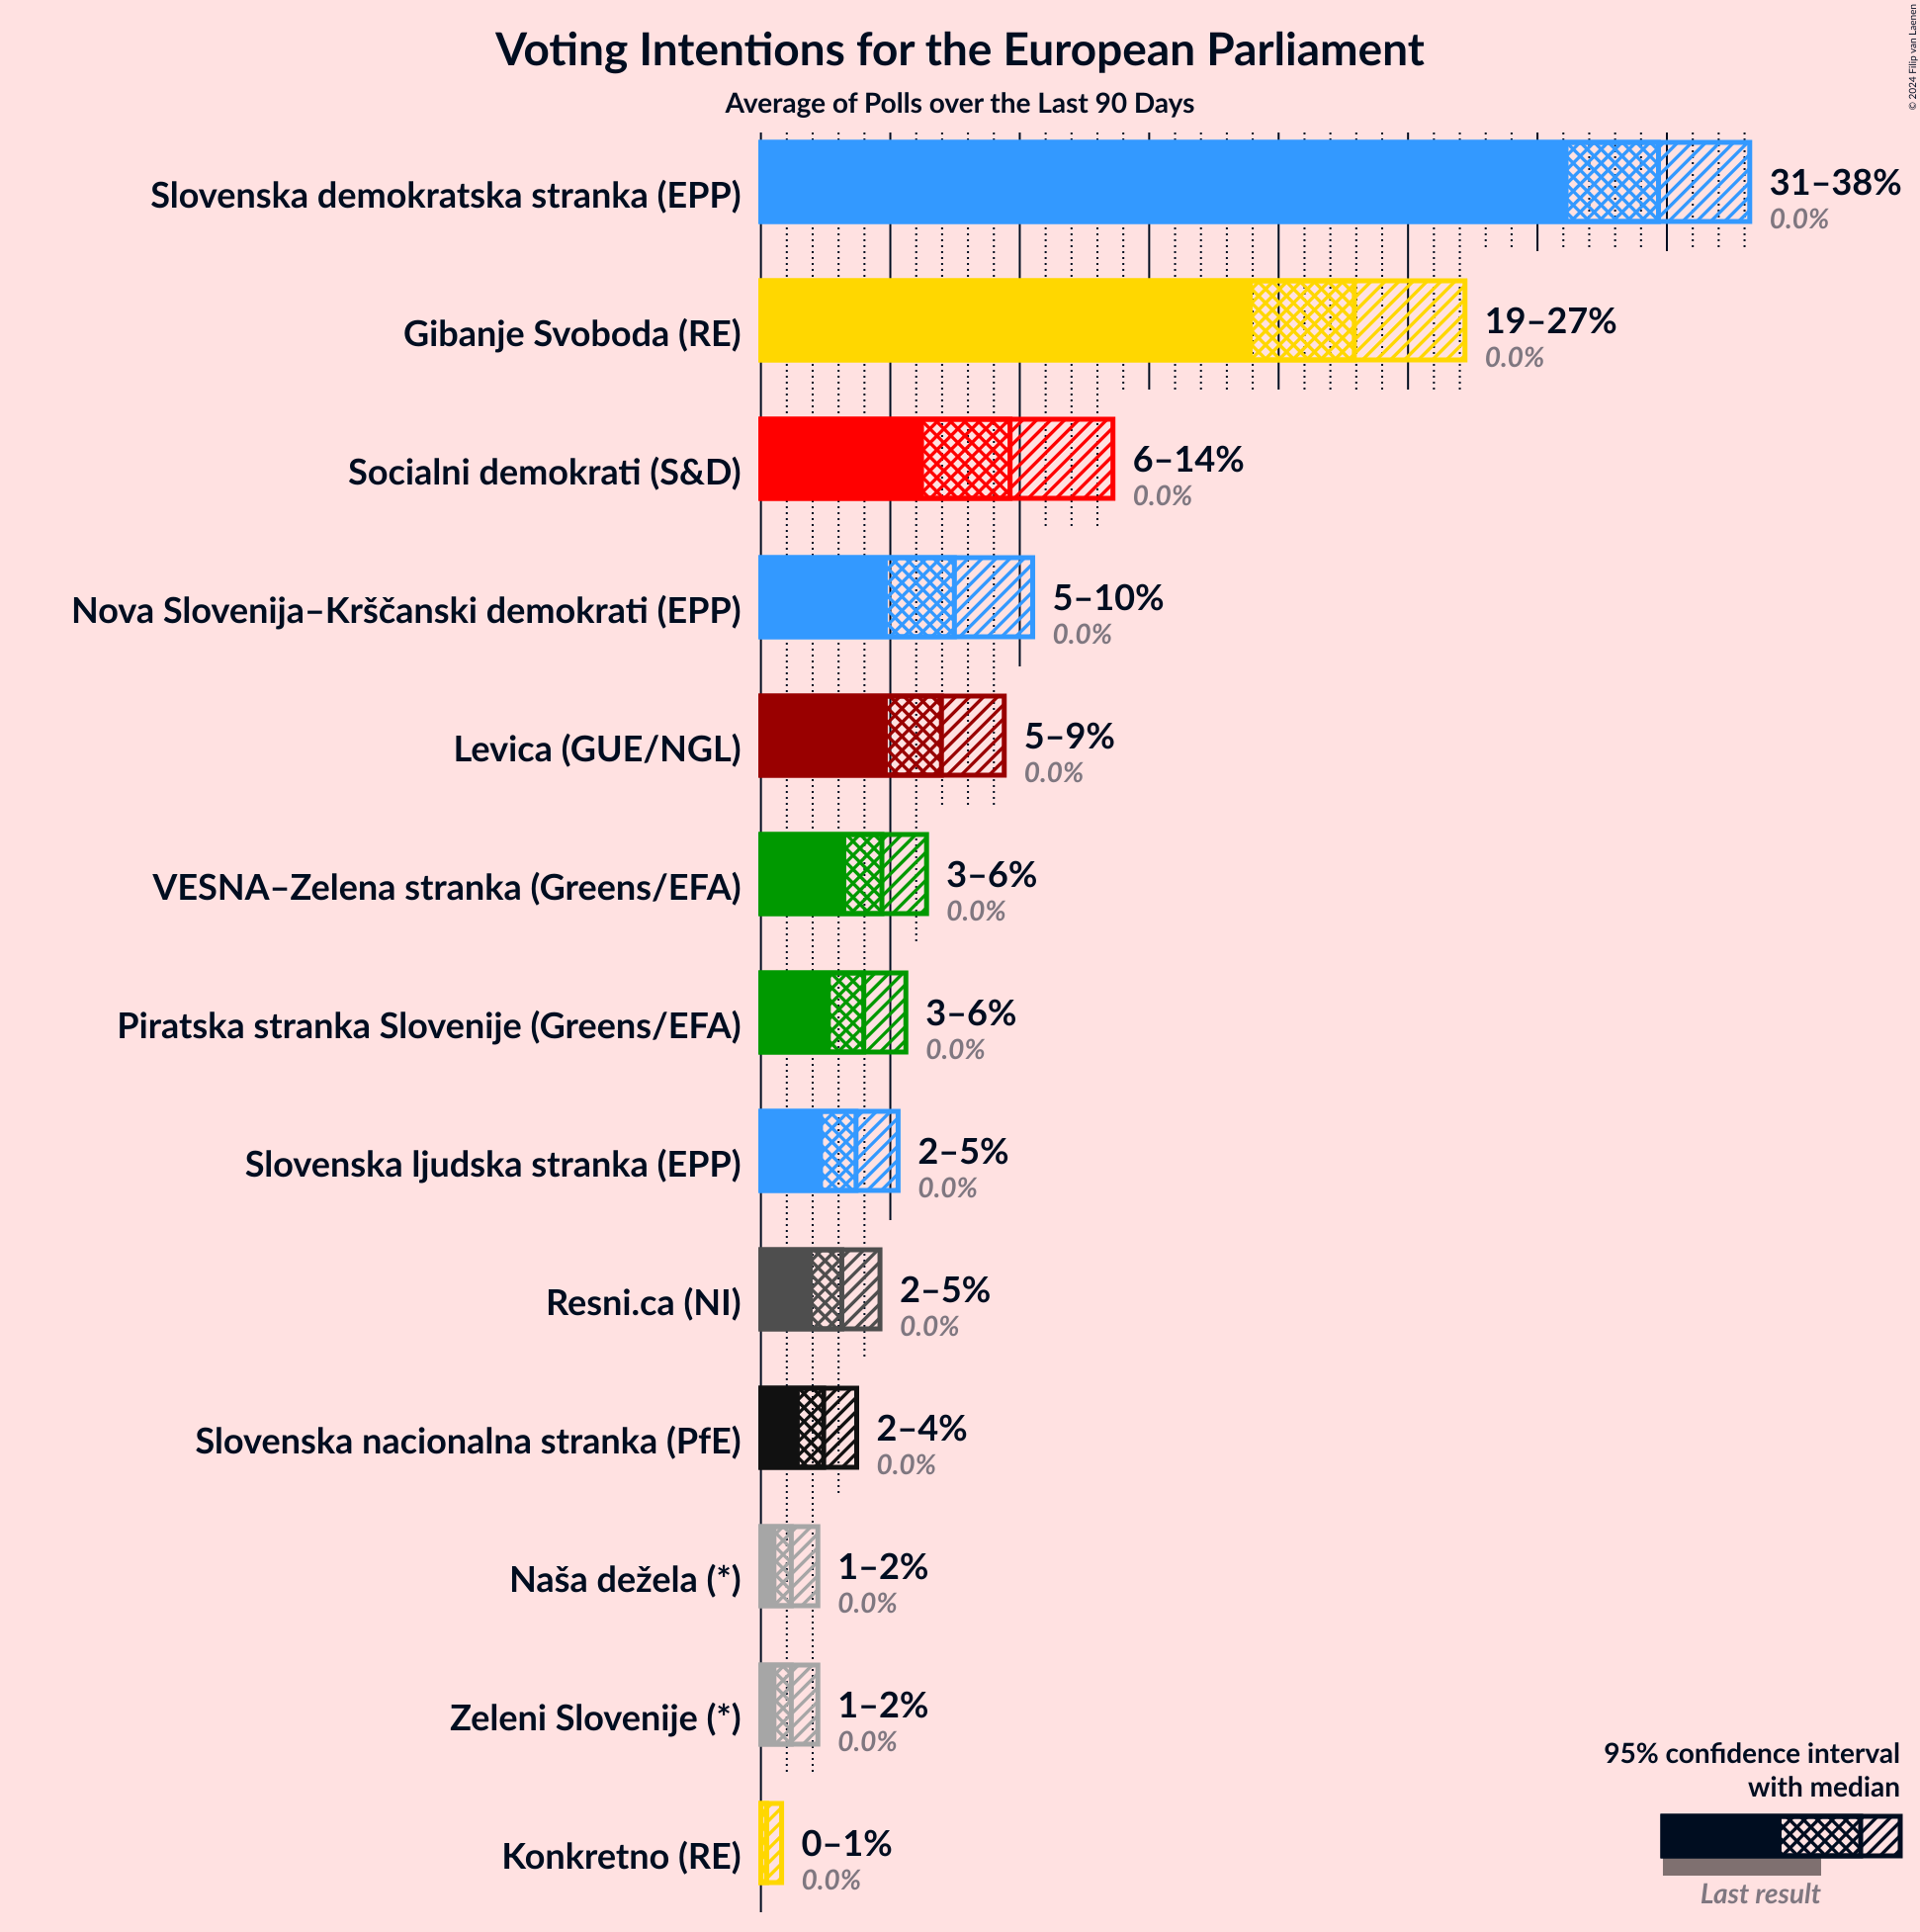 Voting Intentions for the European Parliament
Average of Polls over the Last 90 Days
© 2024 Filip van Laenen
Slovenska demokratska stranka (EPP)
31–38%
0.0%
Gibanje Svoboda (RE)
19–27%
0.0%
Socialni demokrati (S&D)
6–14%
0.0%
Nova Slovenija–Krščanski demokrati (EPP)
5–10%
0.0%
Levica (GUE/NGL)
5–9%
0.0%
VESNA–Zelena stranka (Greens/EFA)
3–6%
0.0%
Piratska stranka Slovenije (Greens/EFA)
3–6%
0.0%
Slovenska ljudska stranka (EPP)
2–5%
0.0%
Resni.ca (NI)
2–5%
0.0%
Slovenska nacionalna stranka (PfE)
2–4%
0.0%
Naša dežela (*)
1–2%
0.0%
Zeleni Slovenije (*)
1–2%
0.0%
Konkretno (RE)
0–1%
0.0%
95% confidence interval
with median
Last result